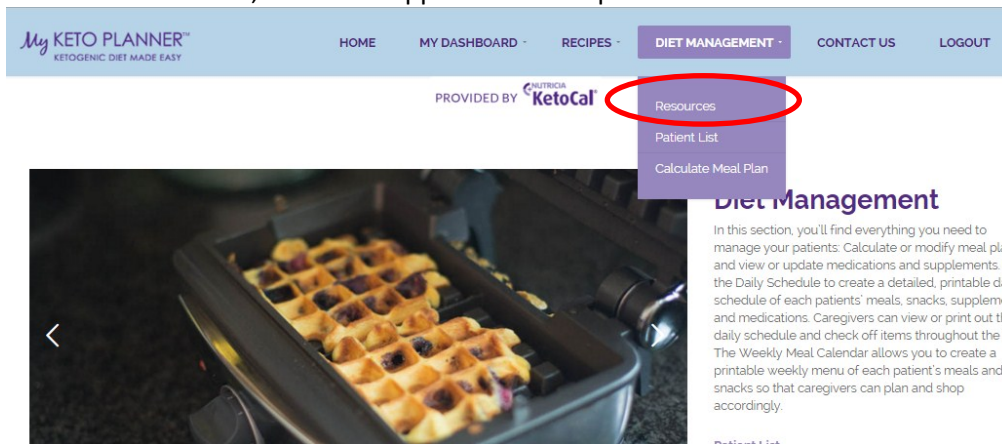 My KETO PLANNER™
KETOGENIC DIET MADE EASY
HOME MY DASHBOARD - RECIPES - DIET MANAGEMENT - CONTACT US LOGOUT
PROVIDED BY NUTRICIA KetoCal®
Resources
Patient List
Calculate Meal Plan
Diet Management
In this section, you'll find everything you need to
manage your patients: Calculate or modify meal pla
and view or update medications and supplements.
the Daily Schedule to create a detailed, printable da
schedule of each patients' meals, snacks, suppleme
and medications. Caregivers can view or print out th
daily schedule and check off items throughout the
The Weekly Meal Calendar allows you to create a
printable weekly menu of each patient's meals and
snacks so that caregivers can plan and shop
accordingly.